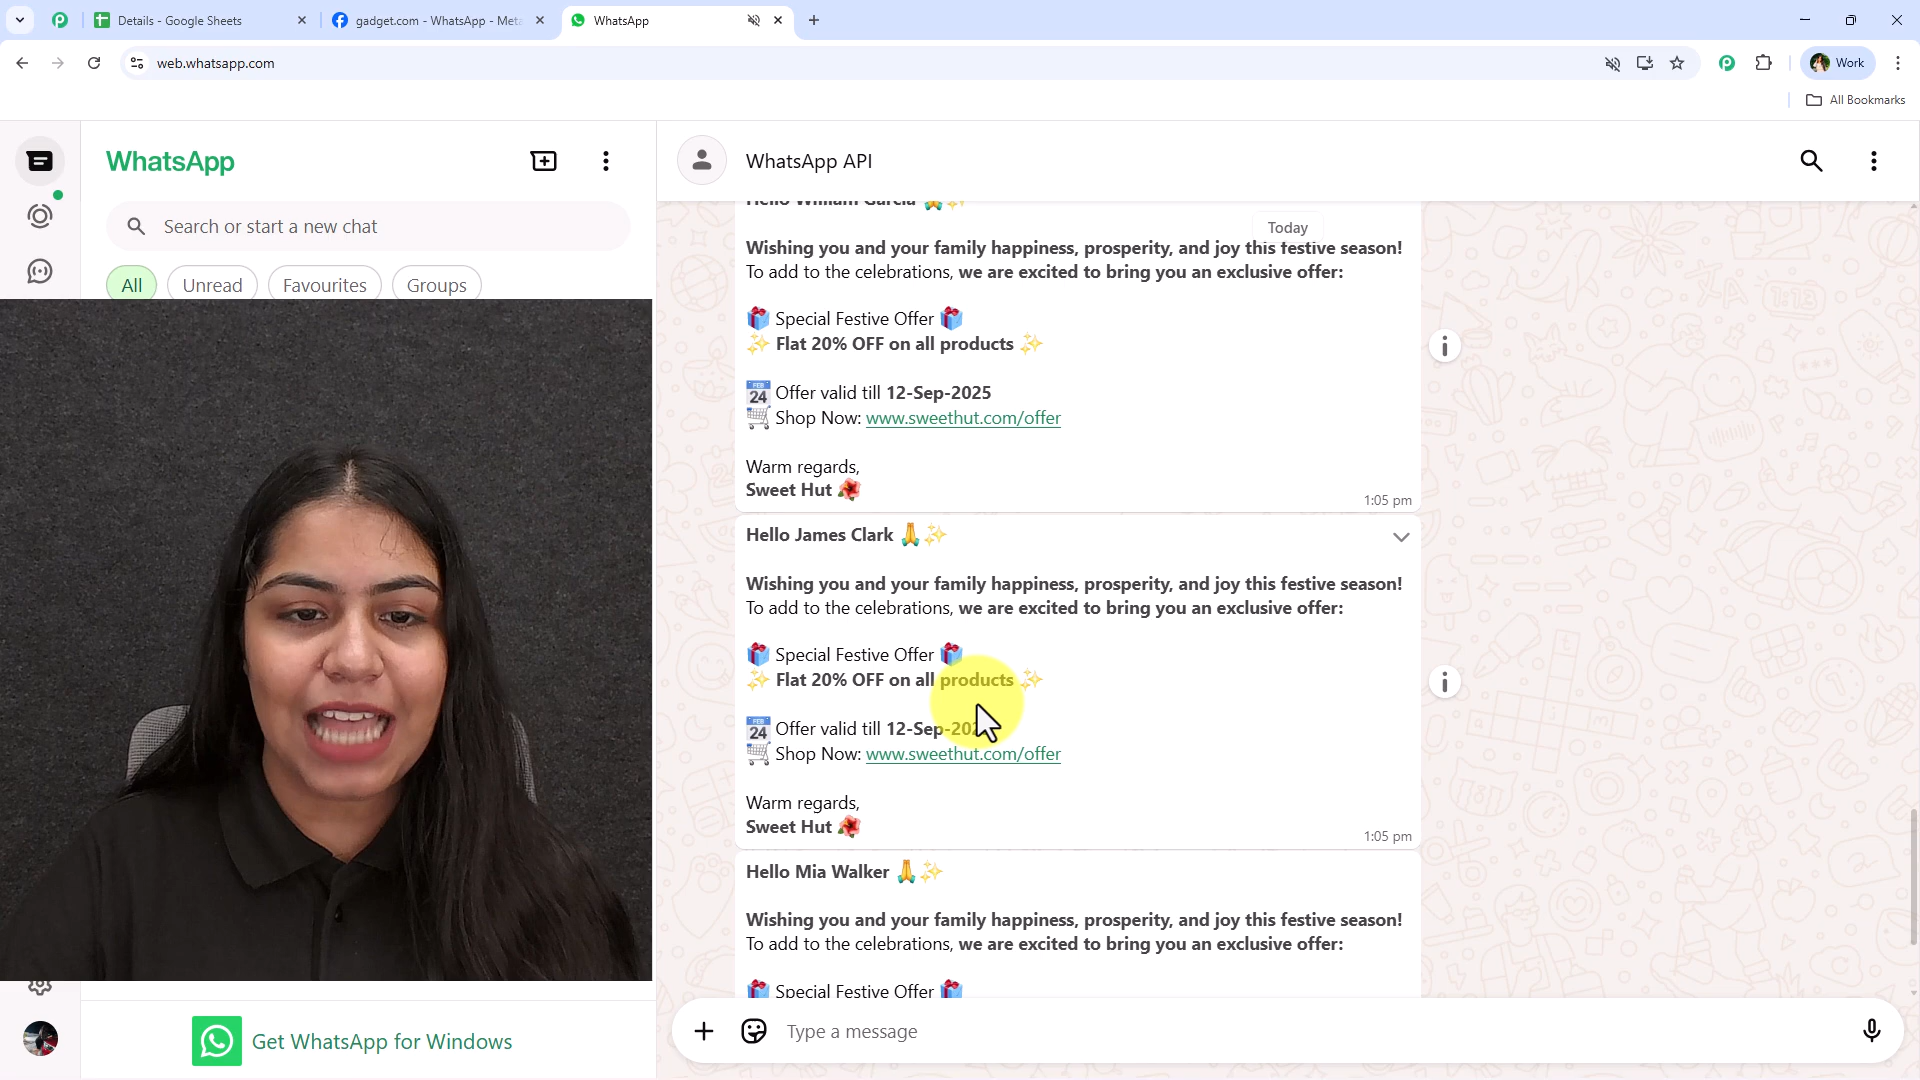 Details - Google Sheets
gadget.com - WhatsApp - Meta
WhatsApp
web.whatsapp.com
Work
All Bookmarks
WhatsApp
Search or start a new chat
All Unread Favourites Groups
WhatsApp API
Hello William Garcia 🙏✨
Today
Wishing you and your family happiness, prosperity, and joy this festive season!
To add to the celebrations, we are excited to bring you an exclusive offer:
🎁 Special Festive Offer 🎁
✨ Flat 20% OFF on all products ✨
📆 Offer valid till 12-Sep-2025
🛒 Shop Now: www.sweethut.com/offer
Warm regards,
Sweet Hut 🌺
1:05 pm
Hello James Clark 🙏✨
Wishing you and your family happiness, prosperity, and joy this festive season!
To add to the celebrations, we are excited to bring you an exclusive offer:
🎁 Special Festive Offer 🎁
✨ Flat 20% OFF on all products ✨
📆 Offer valid till 12-Sep-202
🛒 Shop Now: www.sweethut.com/offer
Warm regards,
Sweet Hut 🌺
1:05 pm
Hello Mia Walker 🙏✨
Wishing you and your family happiness, prosperity, and joy this festive season!
To add to the celebrations, we are excited to bring you an exclusive offer:
🎁 Special Festive Offer 🎁
Type a message
Get WhatsApp for Windows